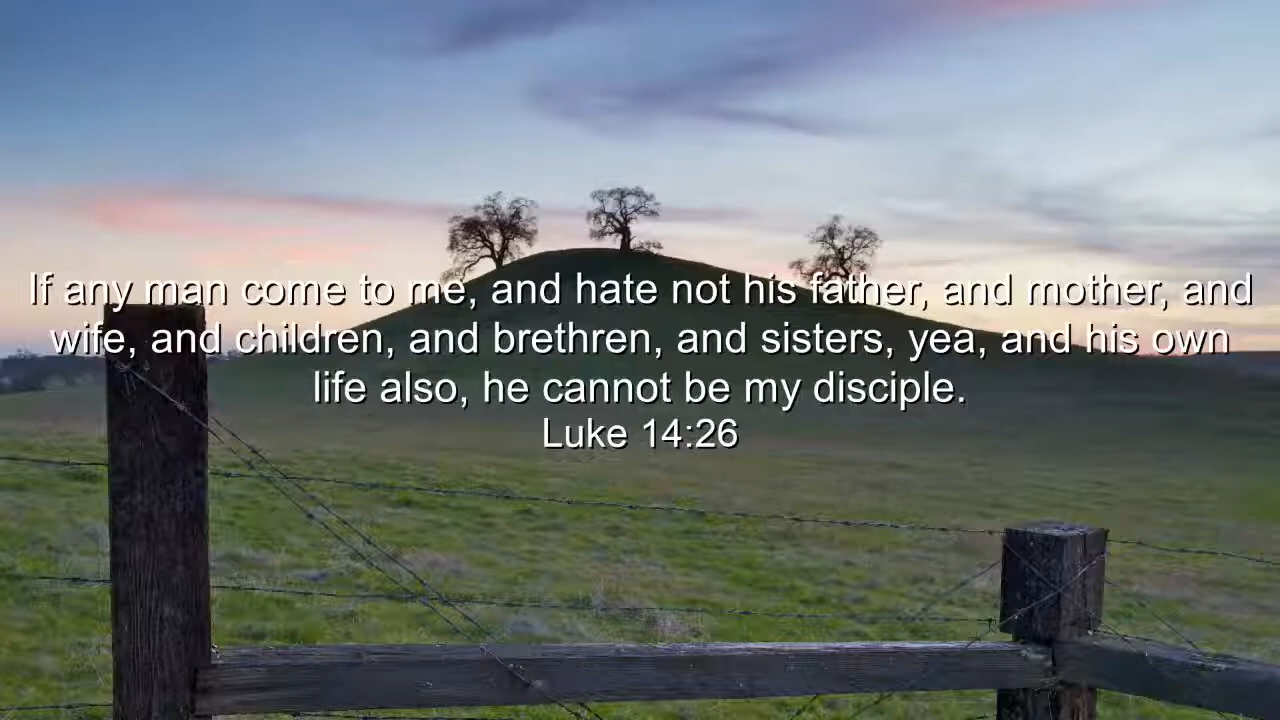 If any man come to me, and hate not his father, and mother, and
wife, and children, and brethren, and sisters, yea, and his own
life also, he cannot be my disciple.
Luke 14:26